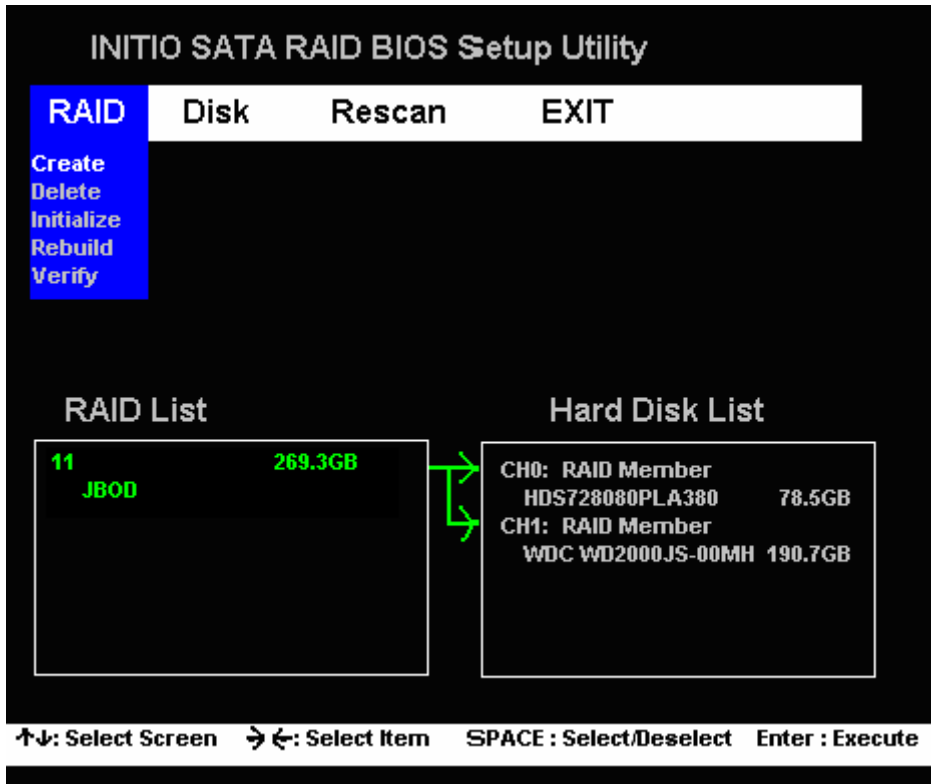 INITIO SATA RAID BIOS Setup Utility
RAID Disk Rescan EXIT
Create
Delete
Initialize
Rebuild
Verify
RAID List
11 269.3GB
JBOD
Hard Disk List
CH0: RAID Member
HDS728080PLA380 78.5GB
CH1: RAID Member
WDC WD2000JS-00MH 190.7GB
↑↓: Select Screen →←: Select Item SPACE : Select/Deselect Enter : Execute